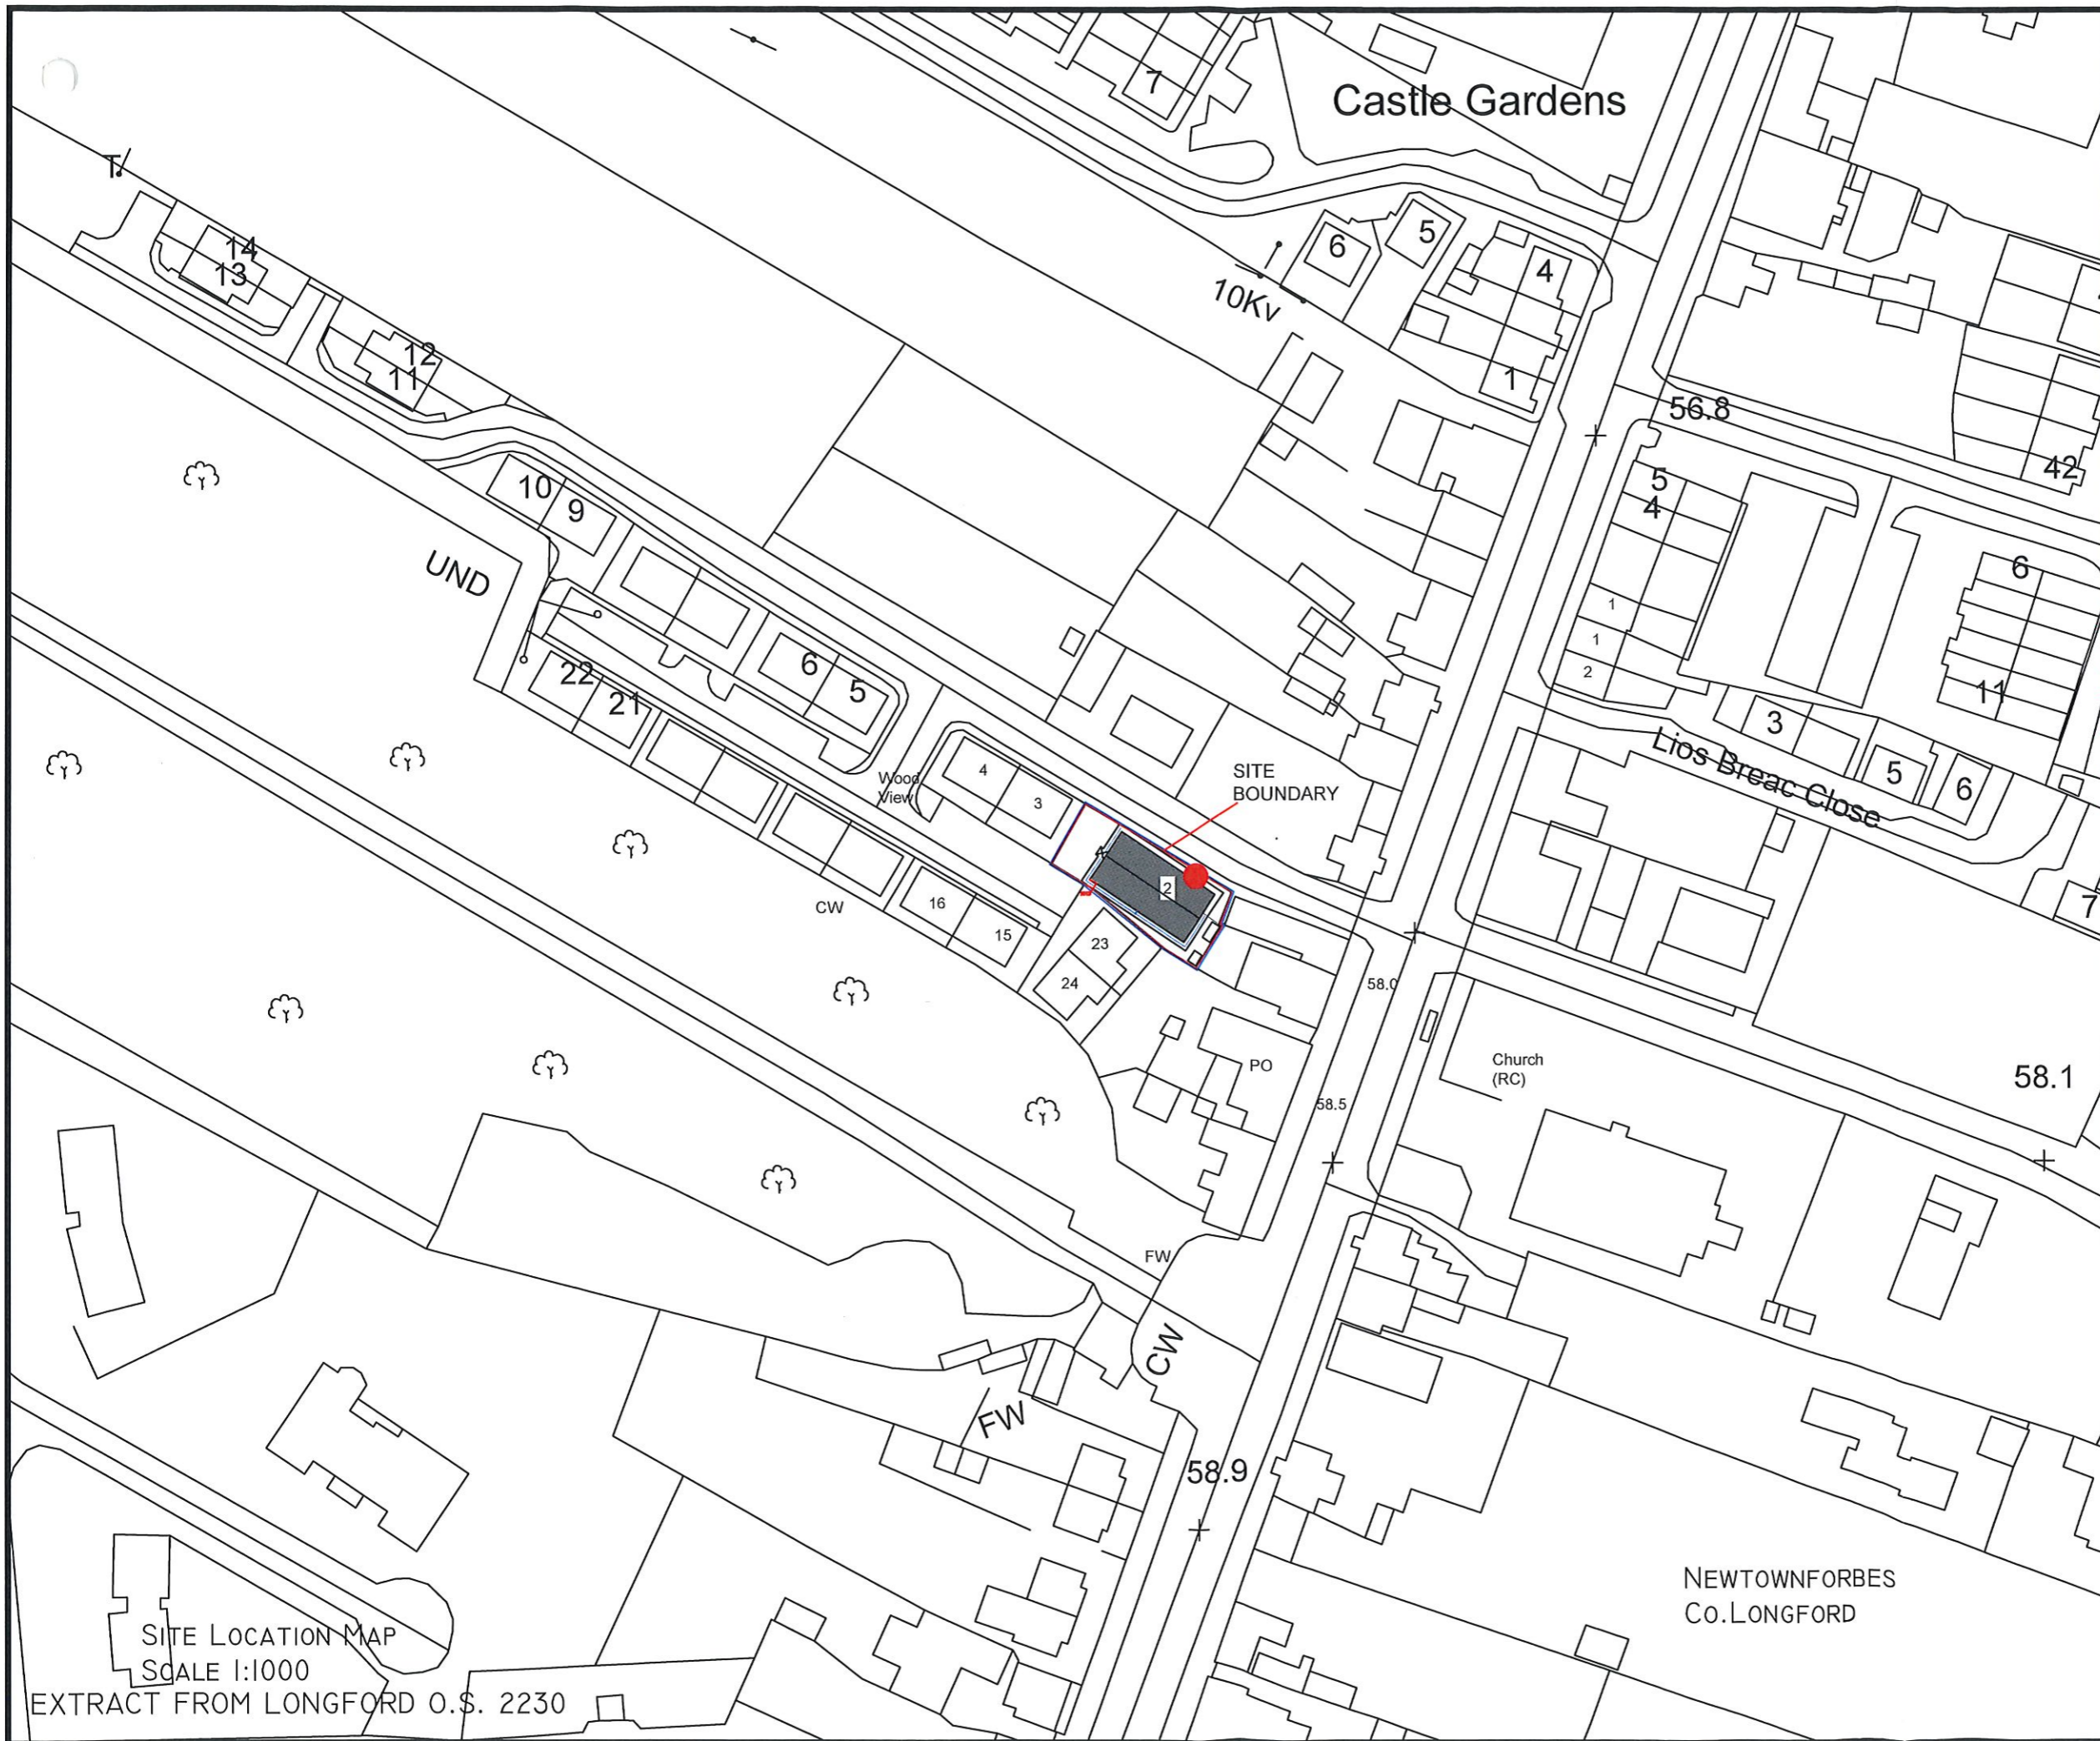 7
Castle Gardens
T.
14
13
6
5
4
10Kv
12
11
1
56.8
42
10
9
5
4
UND
6
1
1
2
22
21
6
5
11
3
Lios Breac Close
5
6
Wood
View
4
3
SITE
BOUNDARY
2
7
CW
16
15
23
24
58.0
PO
Church
(RC)
58.1
58.5
FW
CW
FW
58.9
NEWTOWNFORBES
CO.LONGFORD
SITE LOCATION MAP
SCALE 1:1000
EXTRACT FROM LONGFORD O.S. 2230